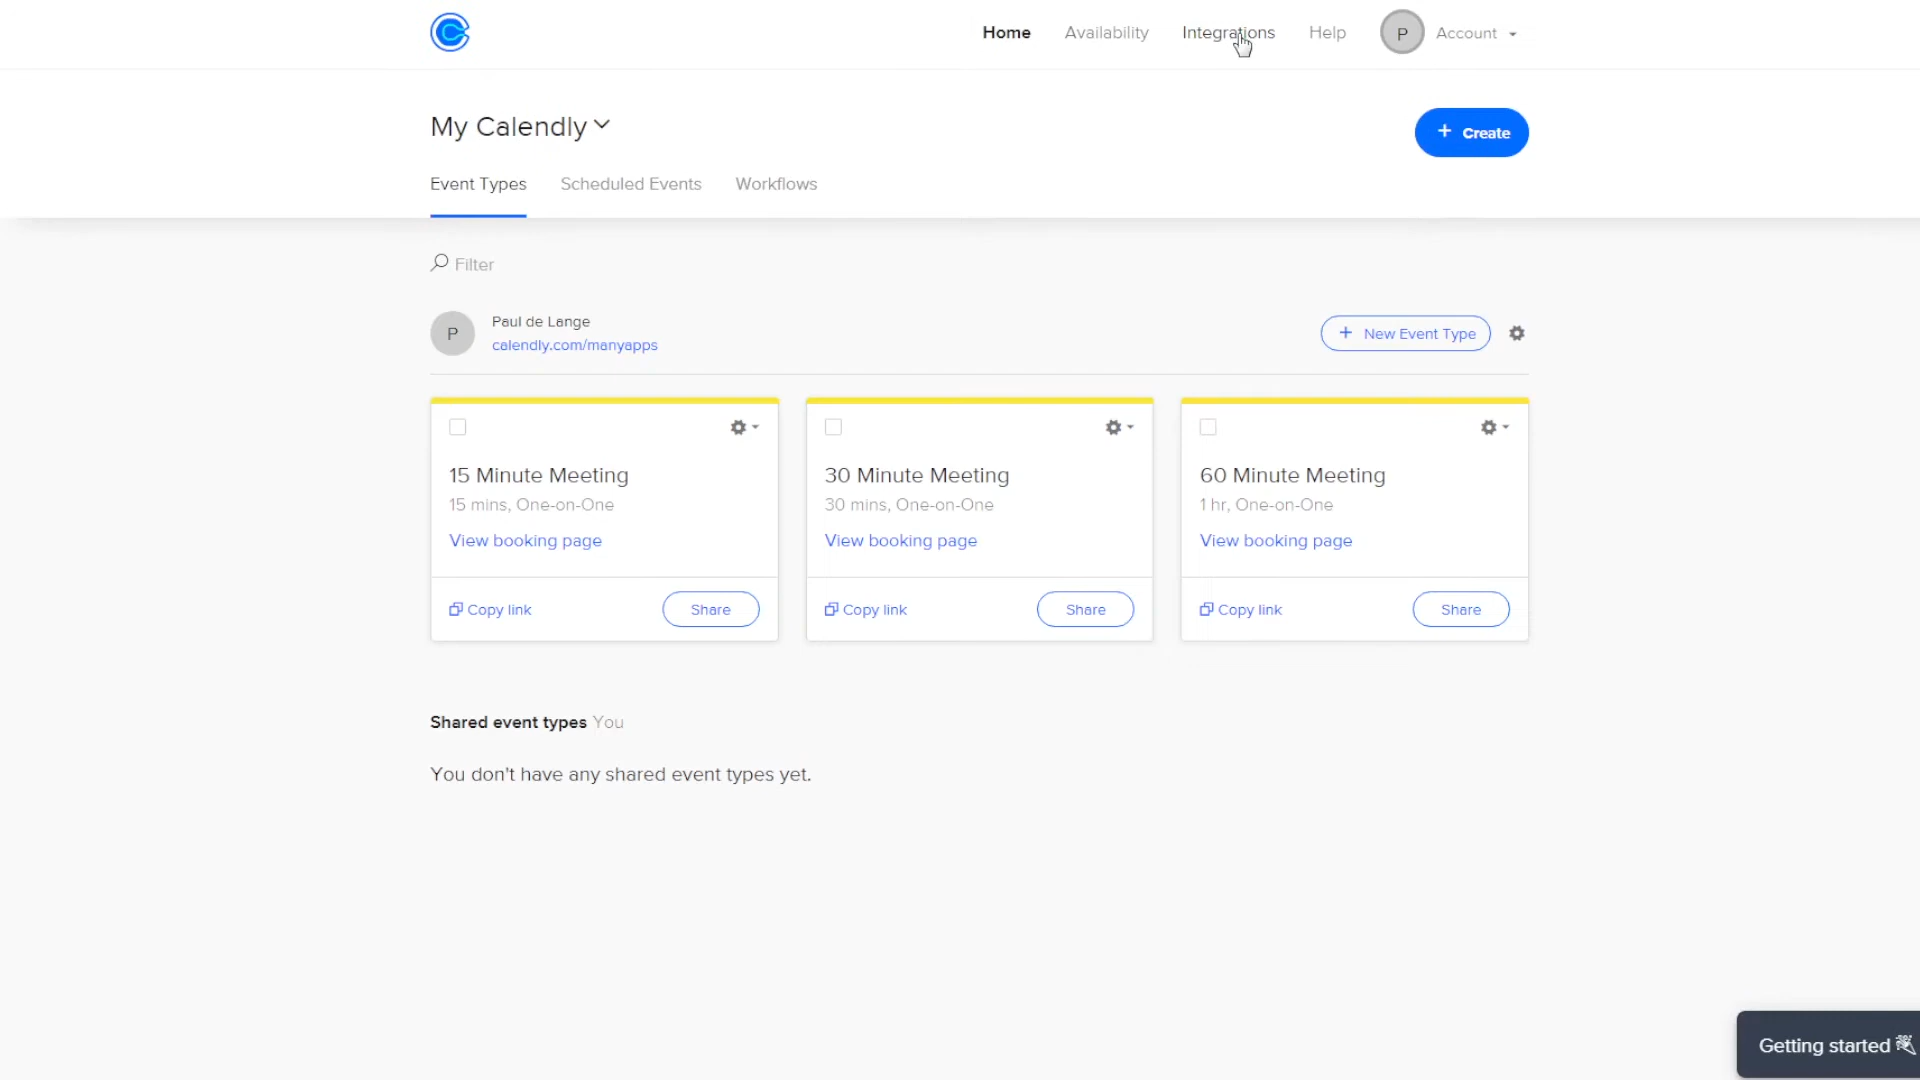 Home Availability Integrations Help P Account
My Calendly
+ Create
Event Types Scheduled Events Workflows
Filter
P
Paul de Lange
calendly.com/manyapps
+ New Event Type
15 Minute Meeting
15 mins, One-on-One
View booking page
Copy link Share
30 Minute Meeting
30 mins, One-on-One
View booking page
Copy link Share
60 Minute Meeting
1 hr, One-on-One
View booking page
Copy link Share
Shared event types You
You don't have any shared event types yet.
Getting started